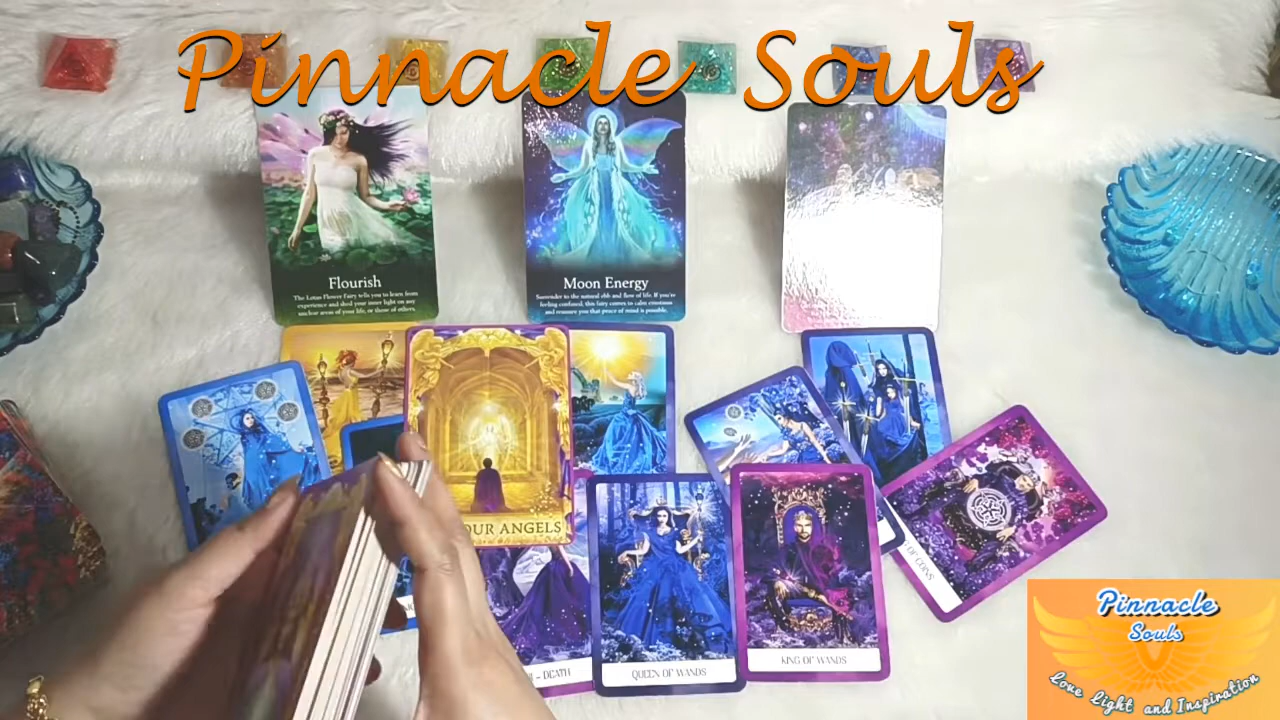 Pinnacle Souls
Flourish
The Lotus Flower Fairy tells you to learn from
experience and shed your inner light on any
unclear areas of your life, or those of others.
Moon Energy
Surrender to the natural ebb and flow of life. If you're
feeling confused, this fairy comes to calm emotions
and reassure you that peace of mind is possible.
OUR ANGELS
- DEATH
QUEEN OF WANDS
KING OF WANDS
OF COINS
Pinnacle
Souls
Love Light and Inspiration